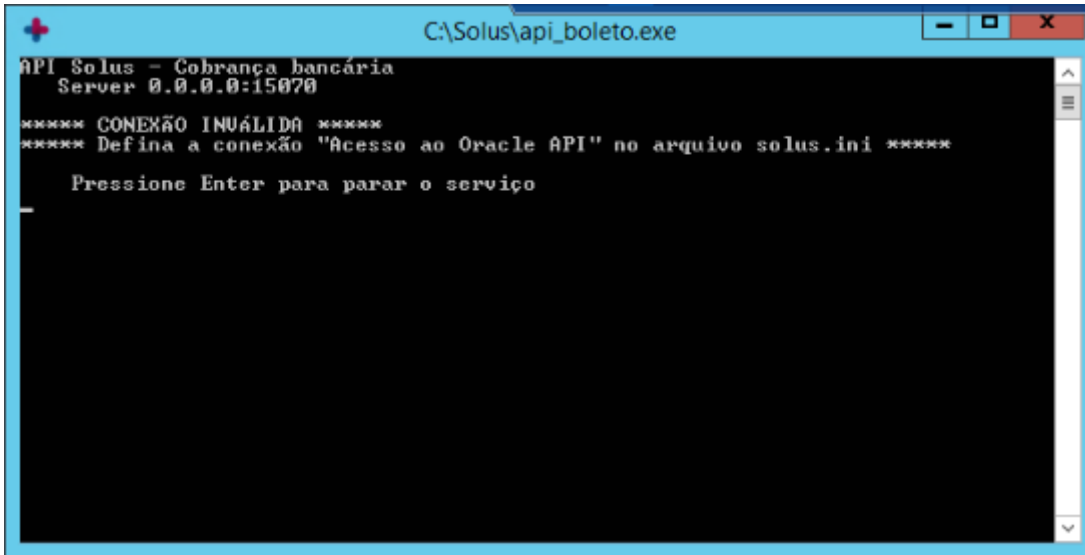 C:\Solus\api_boleto.exe
API Solus - Cobrança bancária
Server 0.0.0.0:15070
***** CONEXÃO INVáLIDA *****
***** Defina a conexão "Acesso ao Oracle API" no arquivo solus.ini *****
Pressione Enter para parar o serviço